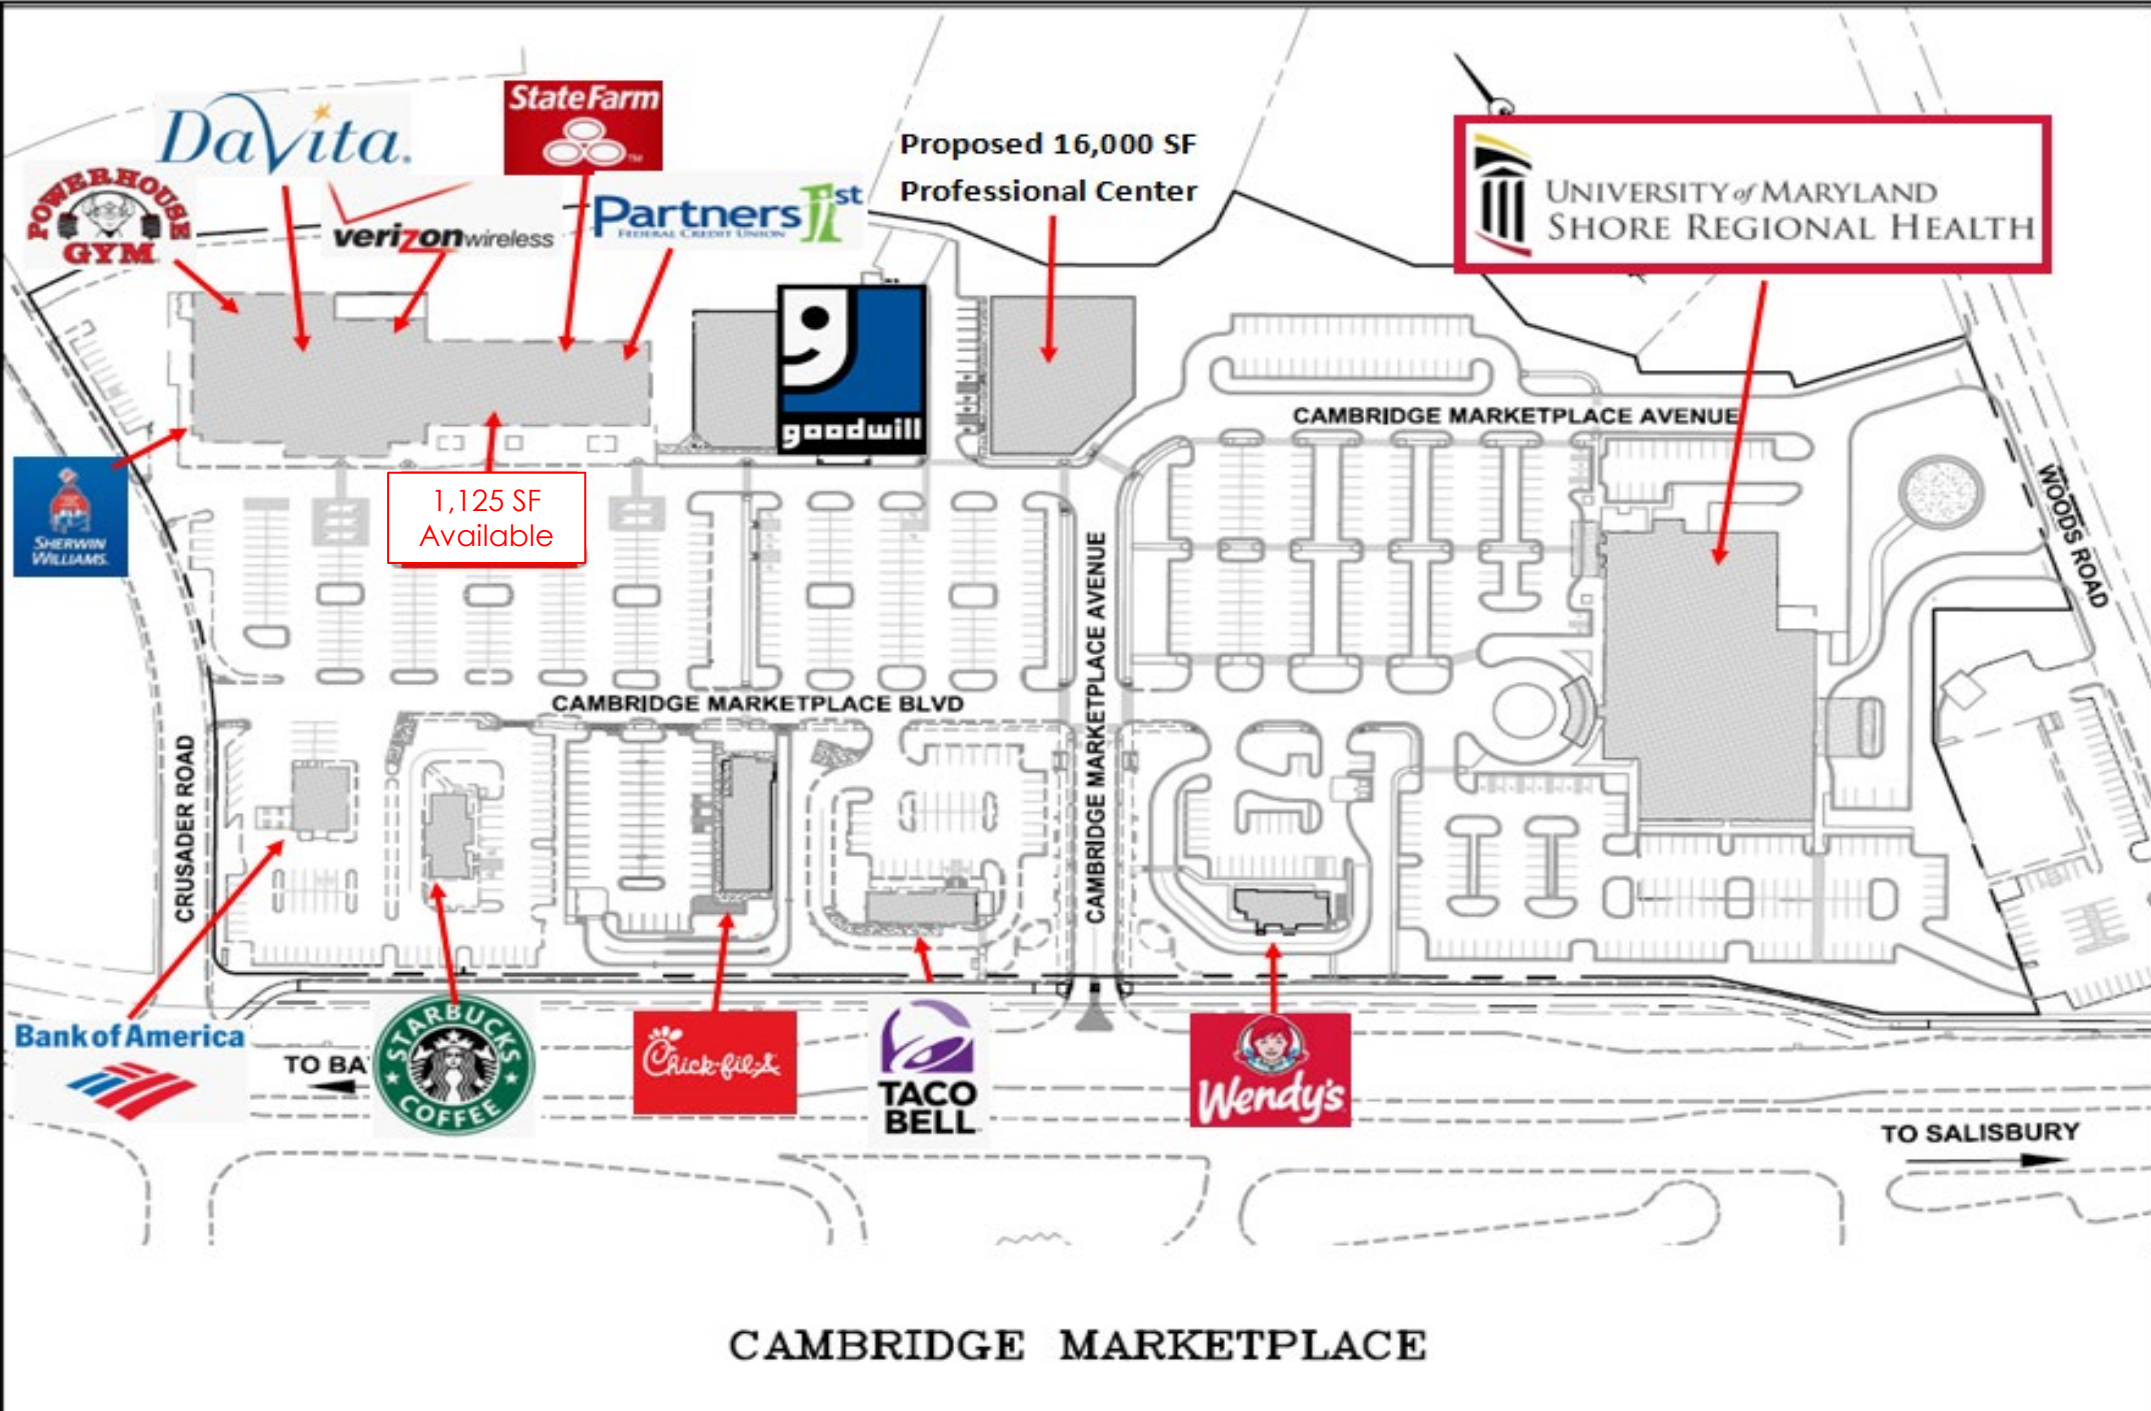 StateFarm
TM
DaVita.
POWERHOUSE
GYM
verizonwireless
Partners 1st
FEDERAL CREDIT UNION
Proposed 16,000 SF
Professional Center
UNIVERSITY of MARYLAND
SHORE REGIONAL HEALTH
goodwill
CAMBRIDGE MARKETPLACE AVENUE
SHERWIN
WILLIAMS.
1,125 SF
Available
WOODS ROAD
CAMBRIDGE MARKETPLACE AVENUE
CAMBRIDGE MARKETPLACE BLVD
CRUSADER ROAD
Bank of America
TO BA
STARBUCKS
COFFEE
Chick-fil-A
TACO
BELL
Wendy's
TO SALISBURY
CAMBRIDGE MARKETPLACE